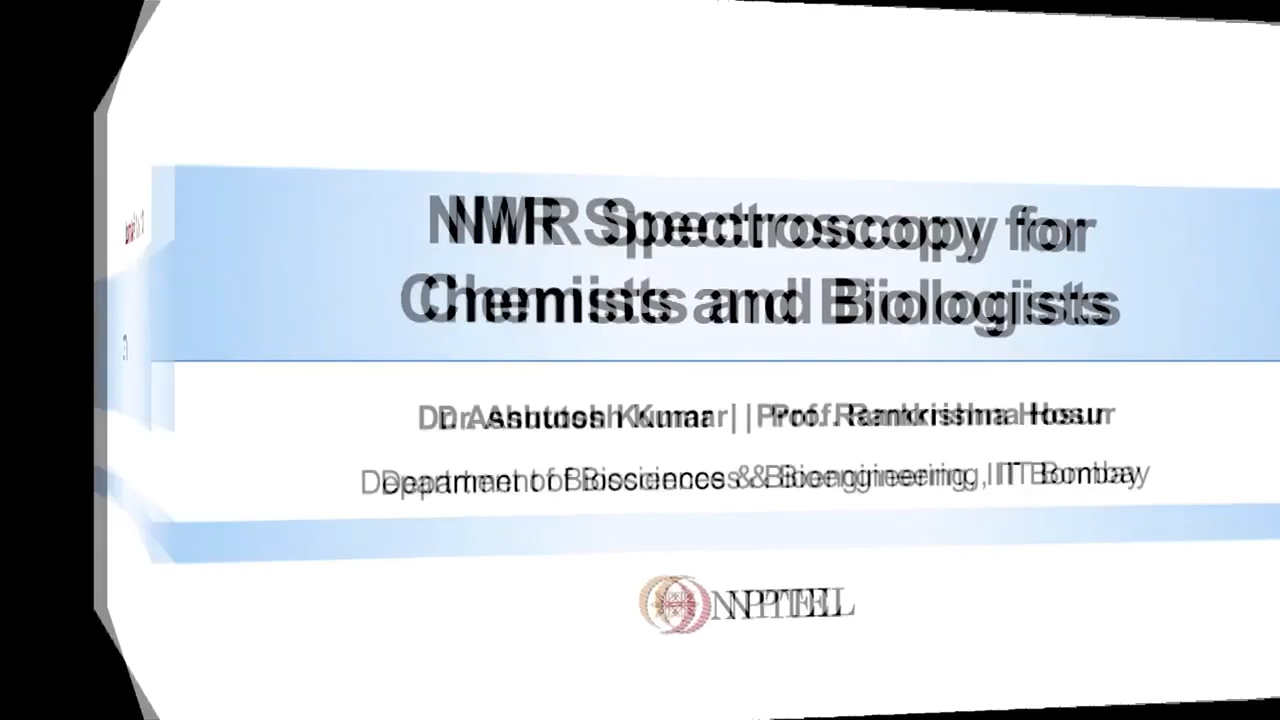 NMR Spectroscopy for
Chemists and Biologists
Dr. Ashutosh Kumar | Prof. Ramkrishna Hosur
Department of Biosciences & Bioengineering, IIT Bombay
NPTEL